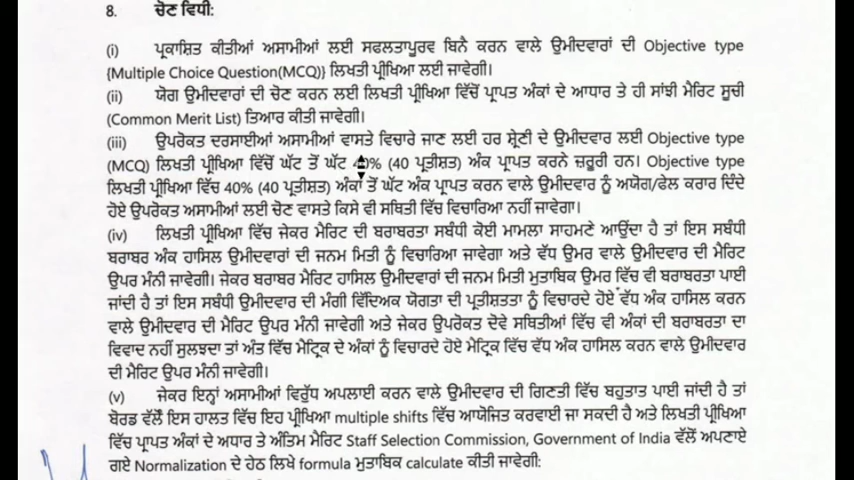 8. ਚੋਣ ਵਿਧੀ:
(i) ਪ੍ਰਕਾਸ਼ਿਤ ਕੀਤੀਆਂ ਅਸਾਮੀਆਂ ਲਈ ਸਫਲਤਾਪੂਰਵ ਬਿਨੈ ਕਰਨ ਵਾਲੇ ਉਮੀਦਵਾਰਾਂ ਦੀ Objective type
{Multiple Choice Question(MCQ)} ਲਿਖਤੀ ਪ੍ਰੀਖਿਆ ਲਈ ਜਾਵੇਗੀ।
(ii) ਯੋਗ ਉਮੀਦਵਾਰਾਂ ਦੀ ਚੋਣ ਕਰਨ ਲਈ ਲਿਖਤੀ ਪ੍ਰੀਖਿਆ ਵਿੱਚੋਂ ਪ੍ਰਾਪਤ ਅੰਕਾਂ ਦੇ ਆਧਾਰ ਤੇ ਹੀ ਸਾਂਝੀ ਮੈਰਿਟ ਸੂਚੀ
(Common Merit List) ਤਿਆਰ ਕੀਤੀ ਜਾਵੇਗੀ।
(iii) ਉਪਰੋਕਤ ਦਰਸਾਈਆਂ ਅਸਾਮੀਆਂ ਵਾਸਤੇ ਵਿਚਾਰੇ ਜਾਣ ਲਈ ਹਰ ਸ਼੍ਰੇਣੀ ਦੇ ਉਮੀਦਵਾਰ ਲਈ Objective type
(MCQ) ਲਿਖਤੀ ਪ੍ਰੀਖਿਆ ਵਿੱਚੋਂ ਘੱਟ ਤੋਂ ਘੱਟ 40% (40 ਪ੍ਰਤੀਸ਼ਤ) ਅੰਕ ਪ੍ਰਾਪਤ ਕਰਨੇ ਜ਼ਰੂਰੀ ਹਨ। Objective type
ਲਿਖਤੀ ਪ੍ਰੀਖਿਆ ਵਿੱਚ 40% (40 ਪ੍ਰਤੀਸ਼ਤ) ਅੰਕਾਂ ਤੋਂ ਘੱਟ ਅੰਕ ਪ੍ਰਾਪਤ ਕਰਨ ਵਾਲੇ ਉਮੀਦਵਾਰ ਨੂੰ ਅਯੋਗ/ਫੇਲ ਕਰਾਰ ਦਿੰਦੇ
ਹੋਏ ਉਪਰੋਕਤ ਅਸਾਮੀਆਂ ਲਈ ਚੋਣ ਵਾਸਤੇ ਕਿਸੇ ਵੀ ਸਥਿਤੀ ਵਿੱਚ ਵਿਚਾਰਿਆ ਨਹੀਂ ਜਾਵੇਗਾ।
(iv) ਲਿਖਤੀ ਪ੍ਰੀਖਿਆ ਵਿੱਚ ਜੇਕਰ ਮੈਰਿਟ ਦੀ ਬਰਾਬਰਤਾ ਸਬੰਧੀ ਕੋਈ ਮਾਮਲਾ ਸਾਹਮਣੇ ਆਉਂਦਾ ਹੈ ਤਾਂ ਇਸ ਸਬੰਧੀ
ਬਰਾਬਰ ਅੰਕ ਹਾਸਿਲ ਉਮੀਦਵਾਰਾਂ ਦੀ ਜਨਮ ਮਿਤੀ ਨੂੰ ਵਿਚਾਰਿਆ ਜਾਵੇਗਾ ਅਤੇ ਵੱਧ ਉਮਰ ਵਾਲੇ ਉਮੀਦਵਾਰ ਦੀ ਮੈਰਿਟ
ਉਪਰ ਮੰਨੀ ਜਾਵੇਗੀ। ਜੇਕਰ ਬਰਾਬਰ ਮੈਰਿਟ ਹਾਸਿਲ ਉਮੀਦਵਾਰਾਂ ਦੀ ਜਨਮ ਮਿਤੀ ਮੁਤਾਬਿਕ ਉਮਰ ਵਿੱਚ ਵੀ ਬਰਾਬਰਤਾ ਪਾਈ
ਜਾਂਦੀ ਹੈ ਤਾਂ ਇਸ ਸਬੰਧੀ ਉਮੀਦਵਾਰ ਦੀ ਮੰਗੀ ਵਿੱਦਿਅਕ ਯੋਗਤਾ ਦੀ ਪ੍ਰਤੀਸ਼ਤਤਾ ਨੂੰ ਵਿਚਾਰਦੇ ਹੋਏ ਵੱਧ ਅੰਕ ਹਾਸਿਲ ਕਰਨ
ਵਾਲੇ ਉਮੀਦਵਾਰ ਦੀ ਮੈਰਿਟ ਉਪਰ ਮੰਨੀ ਜਾਵੇਗੀ ਅਤੇ ਜੇਕਰ ਉਪਰੋਕਤ ਦੋਵੇ ਸਥਿਤੀਆਂ ਵਿੱਚ ਵੀ ਅੰਕਾਂ ਦੀ ਬਰਾਬਰਤਾ ਦਾ
ਵਿਵਾਦ ਨਹੀਂ ਸੁਲਝਦਾ ਤਾਂ ਅੰਤ ਵਿੱਚ ਮੈਟ੍ਰਿਕ ਦੇ ਅੰਕਾਂ ਨੂੰ ਵਿਚਾਰਦੇ ਹੋਏ ਮੈਟ੍ਰਿਕ ਵਿੱਚ ਵੱਧ ਅੰਕ ਹਾਸਿਲ ਕਰਨ ਵਾਲੇ ਉਮੀਦਵਾਰ
ਦੀ ਮੈਰਿਟ ਉਪਰ ਮੰਨੀ ਜਾਵੇਗੀ।
(v) ਜੇਕਰ ਇਨ੍ਹਾਂ ਅਸਾਮੀਆਂ ਵਿਰੁੱਧ ਅਪਲਾਈ ਕਰਨ ਵਾਲੇ ਉਮੀਦਵਾਰ ਦੀ ਗਿਣਤੀ ਵਿੱਚ ਬਹੁਤਾਤ ਪਾਈ ਜਾਂਦੀ ਹੈ ਤਾਂ
ਬੋਰਡ ਵੱਲੋਂ ਇਸ ਹਾਲਤ ਵਿੱਚ ਇਹ ਪ੍ਰੀਖਿਆ multiple shifts ਵਿੱਚ ਆਯੋਜਿਤ ਕਰਵਾਈ ਜਾ ਸਕਦੀ ਹੈ ਅਤੇ ਲਿਖਤੀ ਪ੍ਰੀਖਿਆ
ਵਿੱਚ ਪ੍ਰਾਪਤ ਅੰਕਾਂ ਦੇ ਅਧਾਰ ਤੇ ਅੰਤਿਮ ਮੈਰਿਟ Staff Selection Commission, Government of India ਵੱਲੋਂ ਅਪਣਾਏ
ਗਏ Normalization ਦੇ ਹੇਠ ਲਿਖੇ formula ਮੁਤਾਬਿਕ calculate ਕੀਤੀ ਜਾਵੇਗੀ: